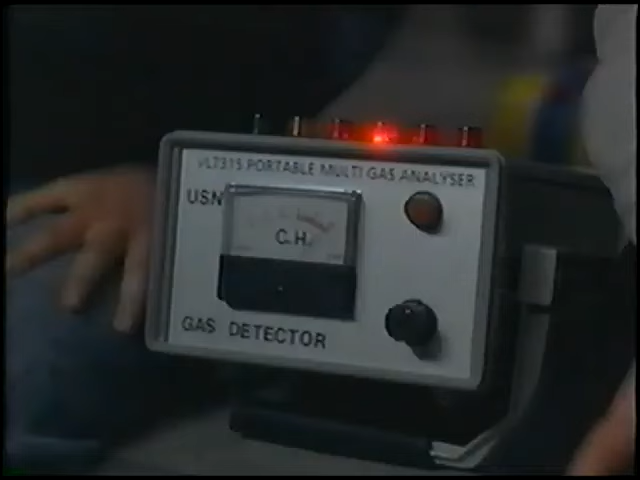 VL7315 PORTABLE MULTI GAS ANALYSER
USN
GAS DETECTOR